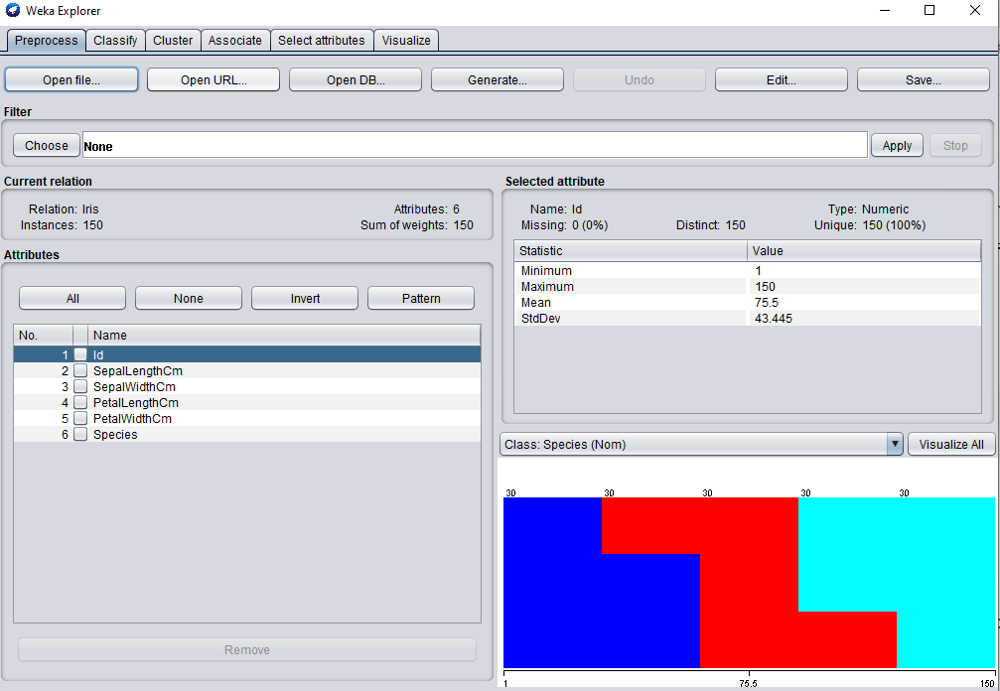 Weka Explorer
Preprocess Classify Cluster Associate Select attributes Visualize
Open file... Open URL... Open DB... Generate... Undo Edit... Save...
Filter
Choose None Apply Stop
Current relation
Relation: Iris Attributes: 6
Instances: 150 Sum of weights: 150
Attributes
All None Invert Pattern
No. Name
1 Id
2 SepalLengthCm
3 SepalWidthCm
4 PetalLengthCm
5 PetalWidthCm
6 Species
Remove
Selected attribute
Name: Id Type: Numeric
Missing: 0 (0%) Distinct: 150 Unique: 150 (100%)
Statistic Value
Minimum 1
Maximum 150
Mean 75.5
StdDev 43.445
Class: Species (Nom) Visualize All
30 30 30 30 30
1 75.5 150